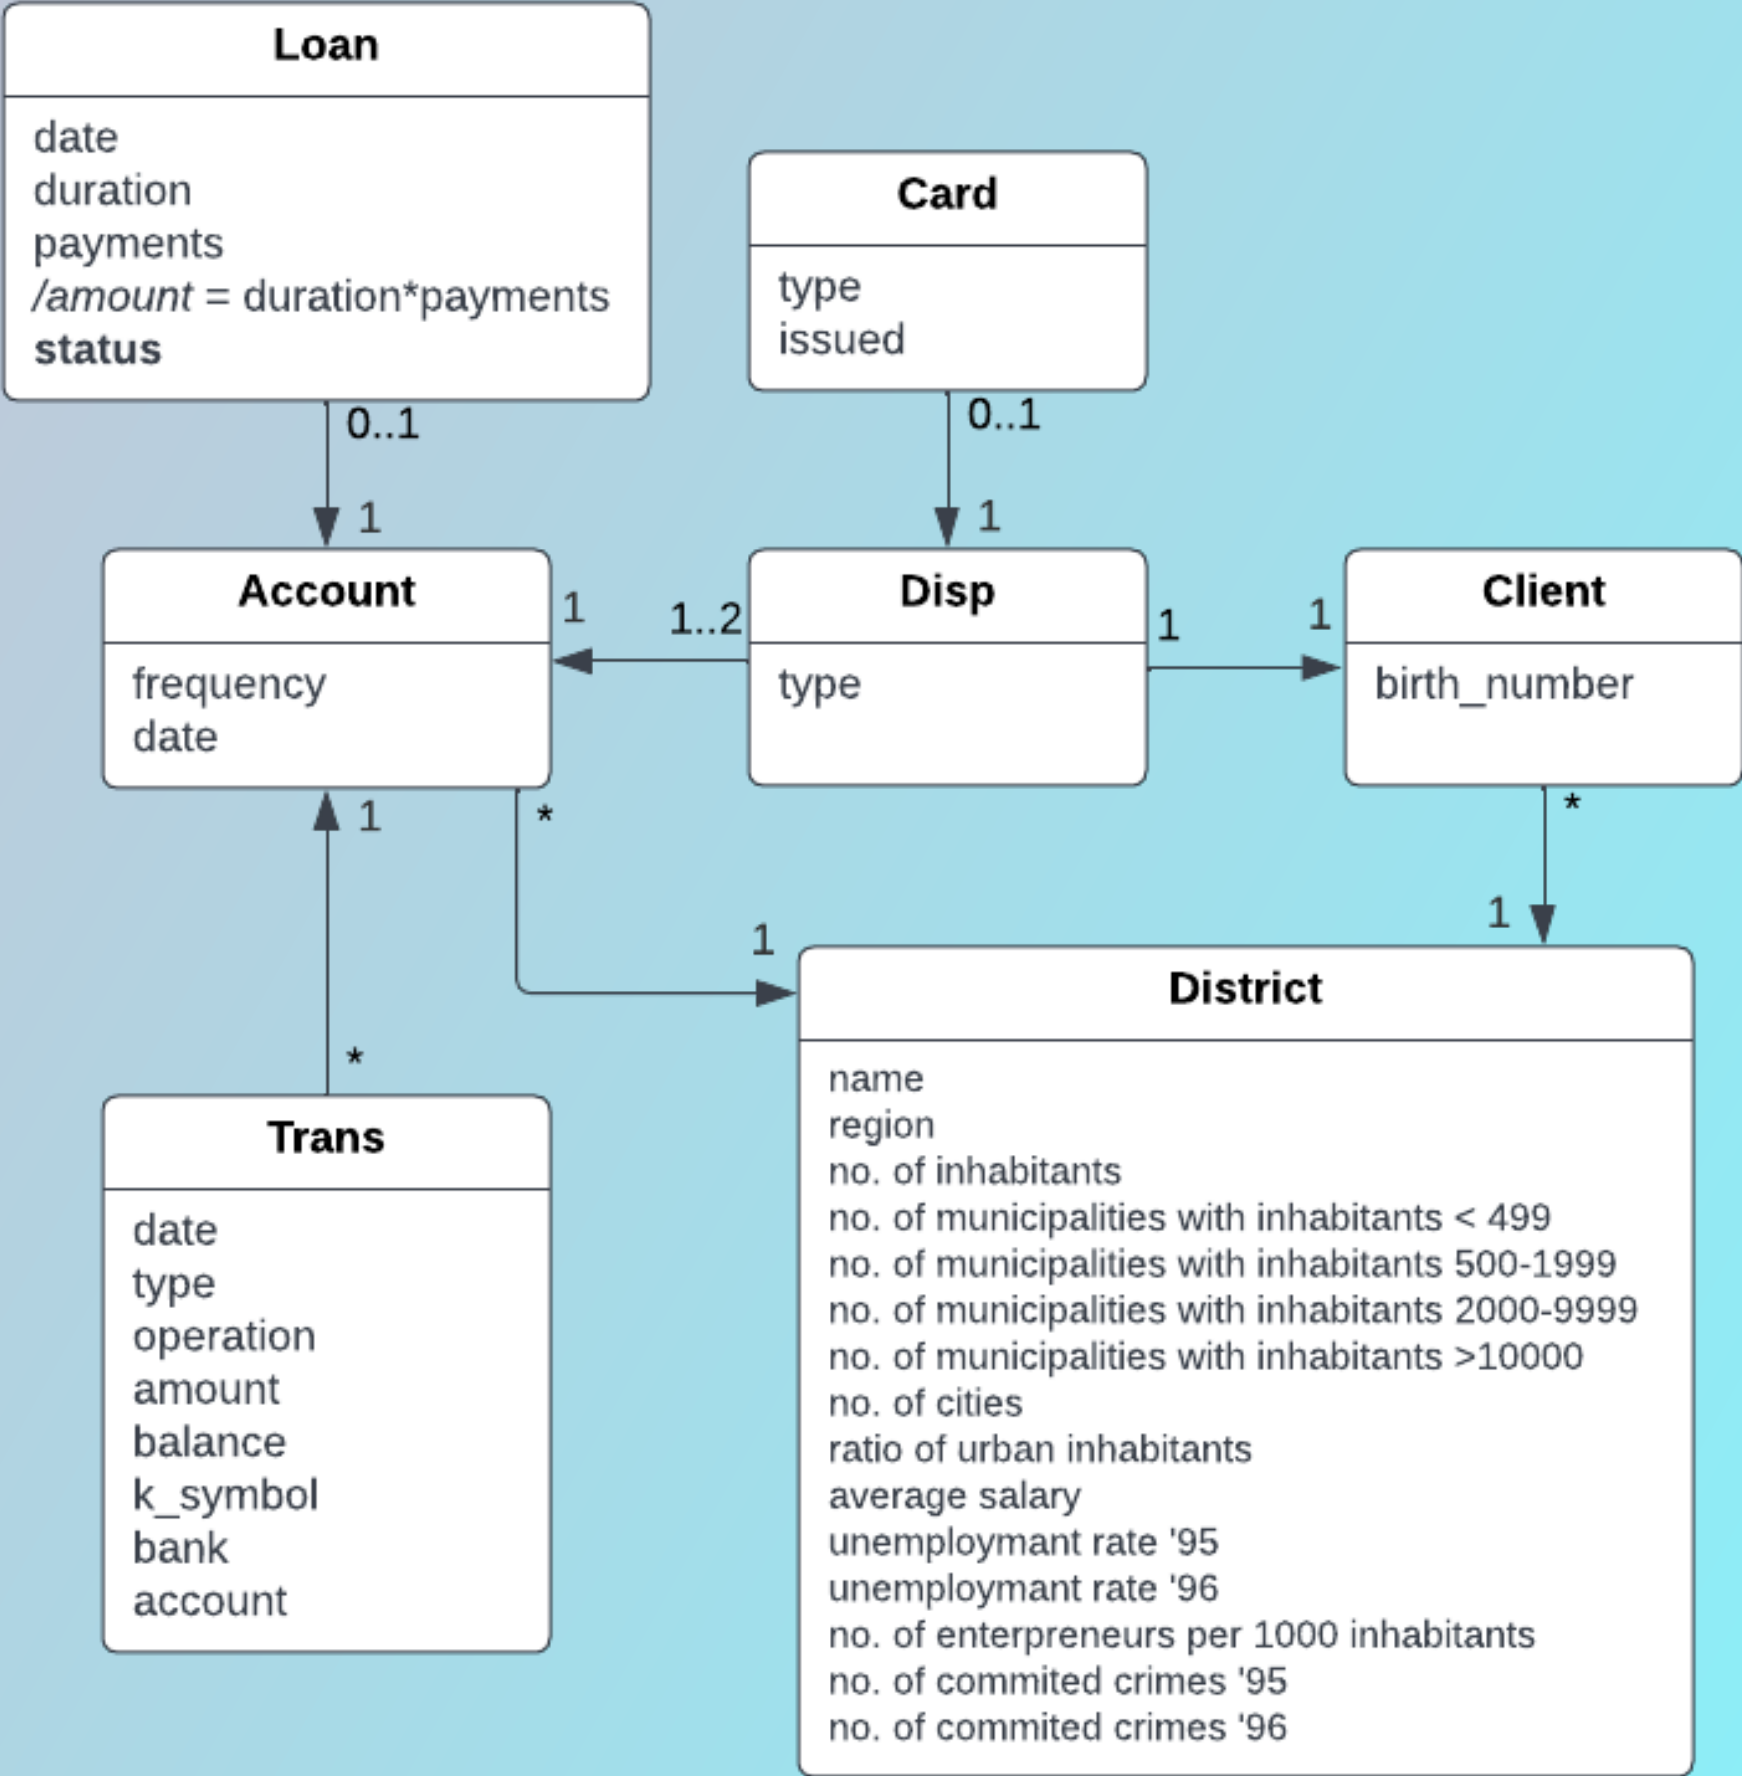 Loan
date
duration
payments
/amount = duration*payments
status
0..1
1
Card
type
issued
0..1
1
Account
frequency
date
1
1..2
Disp
type
1
1
Client
birth_number
1
*
*
1
*
1
Trans
date
type
operation
amount
balance
k_symbol
bank
account
District
name
region
no. of inhabitants
no. of municipalities with inhabitants < 499
no. of municipalities with inhabitants 500-1999
no. of municipalities with inhabitants 2000-9999
no. of municipalities with inhabitants >10000
no. of cities
ratio of urban inhabitants
average salary
unemploymant rate '95
unemploymant rate '96
no. of enterpreneurs per 1000 inhabitants
no. of commited crimes '95
no. of commited crimes '96